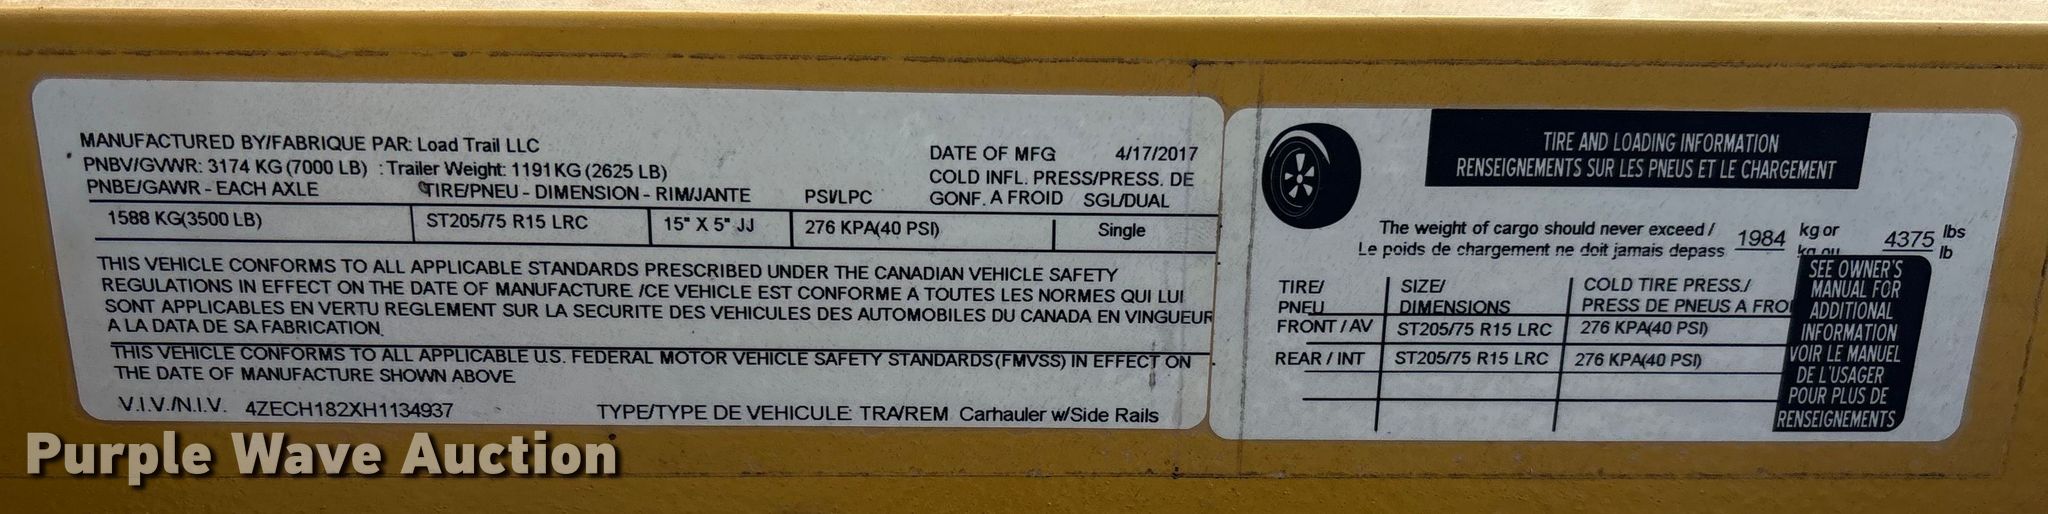 MANUFACTURED BY/FABRIQUE PAR: Load Trail LLC
DATE OF MFG 4/17/2017
PNBV/GVWR: 3174 KG (7000 LB) : Trailer Weight: 1191 KG (2625 LB)
COLD INFL. PRESS/PRESS. DE
PNBE/GAWR - EACH AXLE TIRE/PNEU - DIMENSION - RIM/JANTE PSI/LPC GONF. A FROID SGL/DUAL
1588 KG(3500 LB) ST205/75 R15 LRC 15" X 5" JJ 276 KPA(40 PSI) Single
THIS VEHICLE CONFORMS TO ALL APPLICABLE STANDARDS PRESCRIBED UNDER THE CANADIAN VEHICLE SAFETY
REGULATIONS IN EFFECT ON THE DATE OF MANUFACTURE /CE VEHICLE EST CONFORME A TOUTES LES NORMES QUI LUI
SONT APPLICABLES EN VERTU REGLEMENT SUR LA SECURITE DES VEHICULES DES AUTOMOBILES DU CANADA EN VINGUEUR
A LA DATA DE SA FABRICATION.
THIS VEHICLE CONFORMS TO ALL APPLICABLE U.S. FEDERAL MOTOR VEHICLE SAFETY STANDARDS (FMVSS) IN EFFECT ON
THE DATE OF MANUFACTURE SHOWN ABOVE
V.I.V./N.I.V. 4ZECH182XH1134937 TYPE/TYPE DE VEHICULE: TRA/REM Carhauler w/Side Rails
TIRE AND LOADING INFORMATION
RENSEIGNEMENTS SUR LES PNEUS ET LE CHARGEMENT
The weight of cargo should never exceed / kg or lbs
Le poids de chargement ne doit jamais depass 1984 kg ou 4375 lb
TIRE/ SIZE/ COLD TIRE PRESS./
PNEU DIMENSIONS PRESS DE PNEUS A FROI
FRONT / AV ST205/75 R15 LRC 276 KPA(40 PSI)
REAR / INT ST205/75 R15 LRC 276 KPA(40 PSI)
SEE OWNER'S
MANUAL FOR
ADDITIONAL
INFORMATION
VOIR LE MANUEL
DE L'USAGER
POUR PLUS DE
RENSEIGNEMENTS
Purple Wave Auction